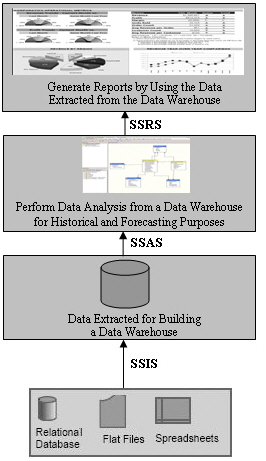 Generate Reports by Using the Data
Extracted from the Data Warehouse
SSRS
Perform Data Analysis from a Data Warehouse
for Historical and Forecasting Purposes
SSAS
Data Extracted for Building
a Data Warehouse
SSIS
Relational
Database
Flat Files
Spreadsheets